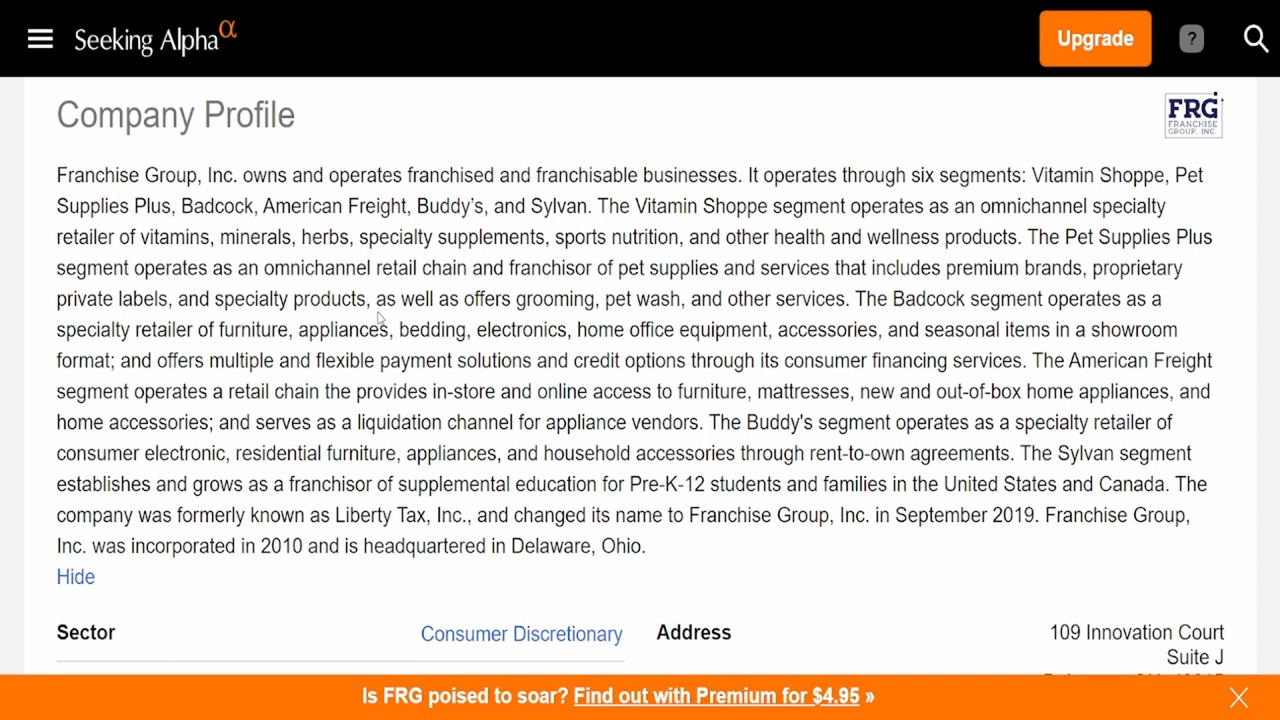 Seeking Alpha α
Upgrade
?
Company Profile
FRG
FRANCHISE
GROUP, INC.
Franchise Group, Inc. owns and operates franchised and franchisable businesses. It operates through six segments: Vitamin Shoppe, Pet
Supplies Plus, Badcock, American Freight, Buddy’s, and Sylvan. The Vitamin Shoppe segment operates as an omnichannel specialty
retailer of vitamins, minerals, herbs, specialty supplements, sports nutrition, and other health and wellness products. The Pet Supplies Plus
segment operates as an omnichannel retail chain and franchisor of pet supplies and services that includes premium brands, proprietary
private labels, and specialty products, as well as offers grooming, pet wash, and other services. The Badcock segment operates as a
specialty retailer of furniture, appliances, bedding, electronics, home office equipment, accessories, and seasonal items in a showroom
format; and offers multiple and flexible payment solutions and credit options through its consumer financing services. The American Freight
segment operates a retail chain the provides in-store and online access to furniture, mattresses, new and out-of-box home appliances, and
home accessories; and serves as a liquidation channel for appliance vendors. The Buddy's segment operates as a specialty retailer of
consumer electronic, residential furniture, appliances, and household accessories through rent-to-own agreements. The Sylvan segment
establishes and grows as a franchisor of supplemental education for Pre-K-12 students and families in the United States and Canada. The
company was formerly known as Liberty Tax, Inc., and changed its name to Franchise Group, Inc. in September 2019. Franchise Group,
Inc. was incorporated in 2010 and is headquartered in Delaware, Ohio.
Hide
Sector
Consumer Discretionary
Address
109 Innovation Court
Suite J
Is FRG poised to soar? Find out with Premium for $4.95 »